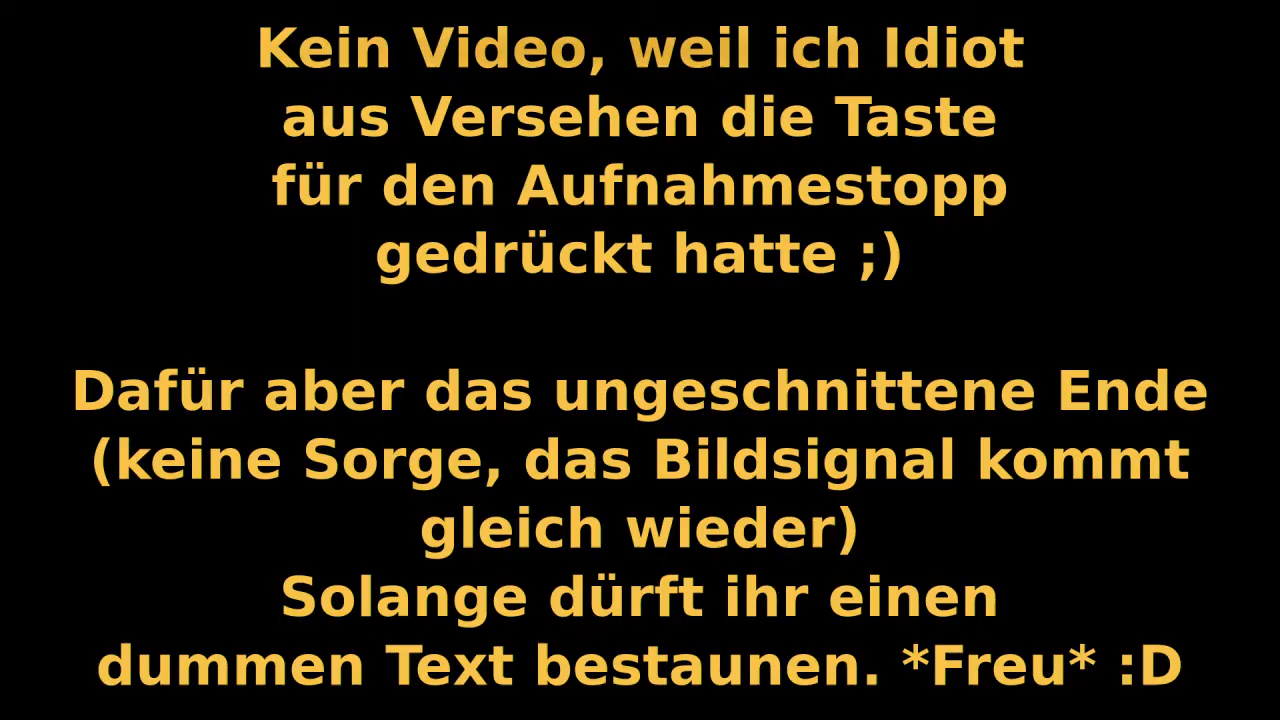 Kein Video, weil ich Idiot
aus Versehen die Taste
für den Aufnahmestopp
gedrückt hatte ;)
Dafür aber das ungeschnittene Ende
(keine Sorge, das Bildsignal kommt
gleich wieder)
Solange dürft ihr einen
dummen Text bestaunen. *Freu* :D